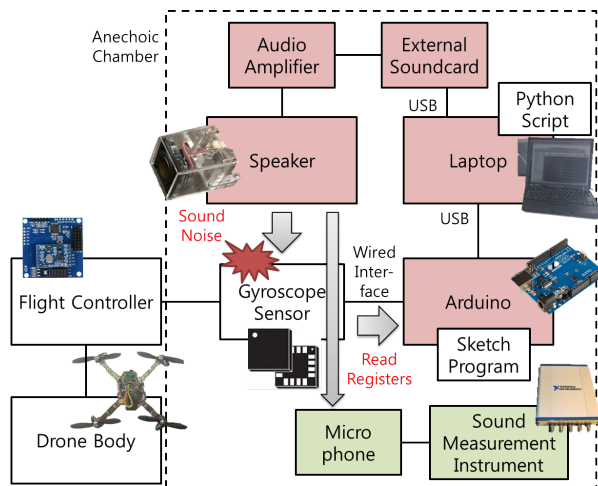 Anechoic
Chamber
Audio
Amplifier
External
Soundcard
USB
Python
Script
Speaker
Laptop
Sound
Noise
USB
Wired
Inter-
face
Flight Controller
Gyroscope
Sensor
Arduino
Sketch
Program
Read
Registers
Drone Body
Micro
phone
Sound
Measurement
Instrument